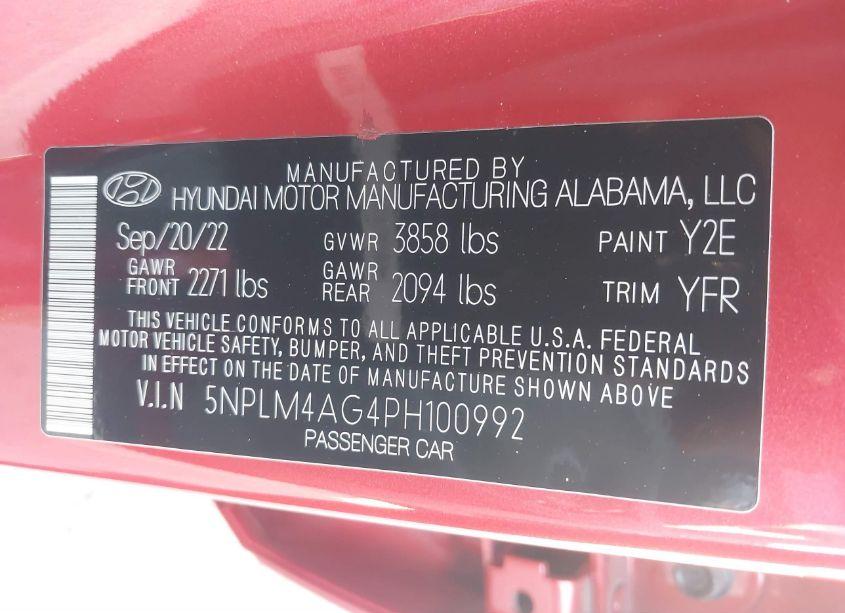 MANUFACTURED BY
HYUNDAI MOTOR MANUFACTURING ALABAMA, LLC
Sep/20/22 GVWR 3858 lbs PAINT Y2E
GAWR FRONT 2271 lbs GAWR REAR 2094 lbs TRIM YFR
THIS VEHICLE CONFORMS TO ALL APPLICABLE U.S.A. FEDERAL
MOTOR VEHICLE SAFETY, BUMPER, AND THEFT PREVENTION STANDARDS
IN EFFECT ON THE DATE OF MANUFACTURE SHOWN ABOVE
V.I.N 5NPLM4AG4PH100992
PASSENGER CAR